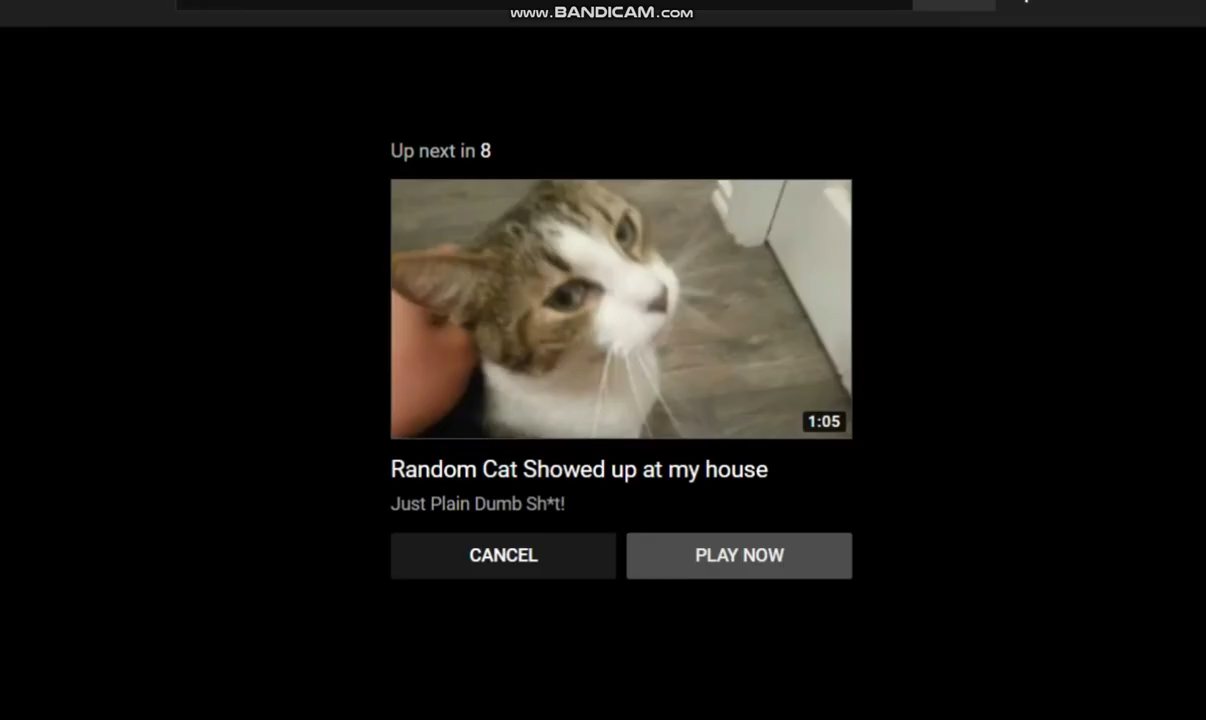 www.BANDICAM.com
Up next in 8
1:05
Random Cat Showed up at my house
Just Plain Dumb Sh*t!
CANCEL
PLAY NOW